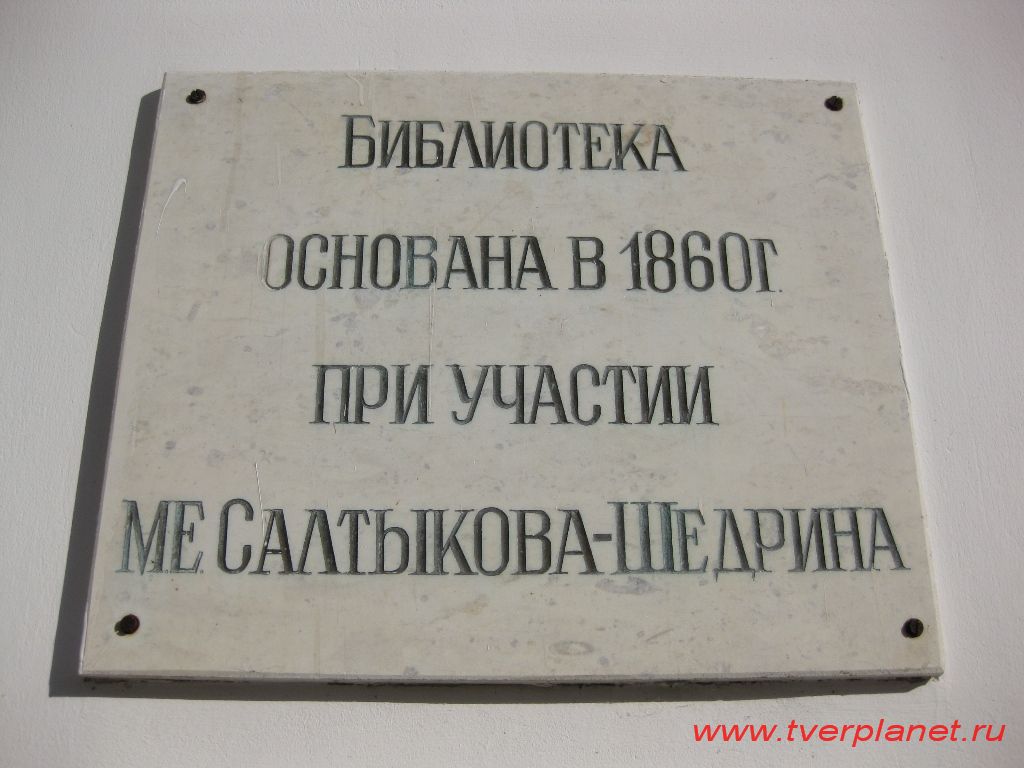 БИБЛИОТЕКА
ОСНОВАНА В 1860Г.
ПРИ УЧАСТИИ
М.Е. САЛТЫКОВА-ЩЕДРИНА
www.tverplanet.ru